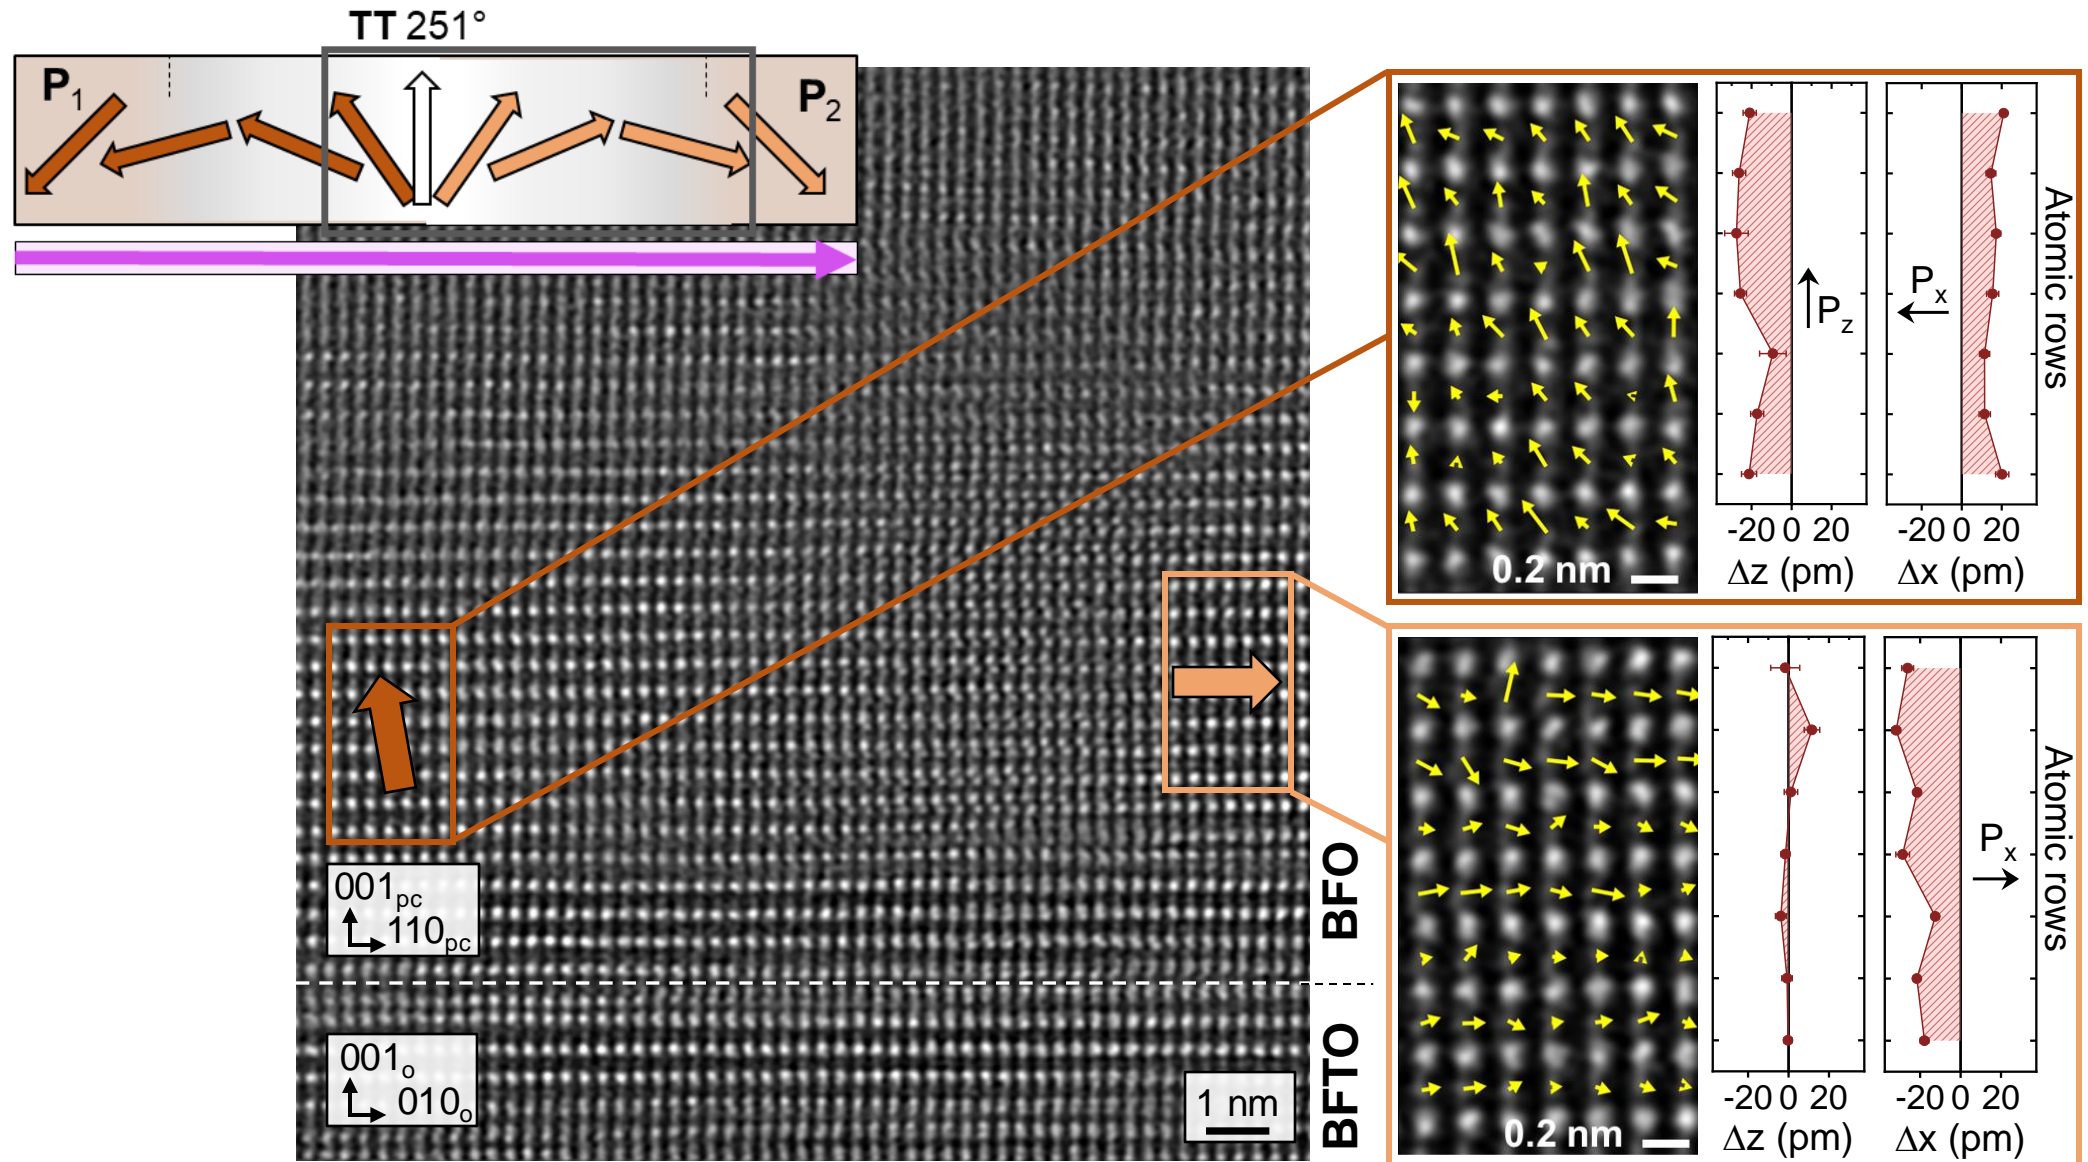 TT 251°
P1
P2
Pz
Px
Atomic rows
0.2 nm
-20 0 20
-20 0 20
Δz (pm)
Δx (pm)
Px
Atomic rows
0.2 nm
-20 0 20
-20 0 20
Δz (pm)
Δx (pm)
001pc
110pc
BFO
001o
010o
1 nm
BFTO